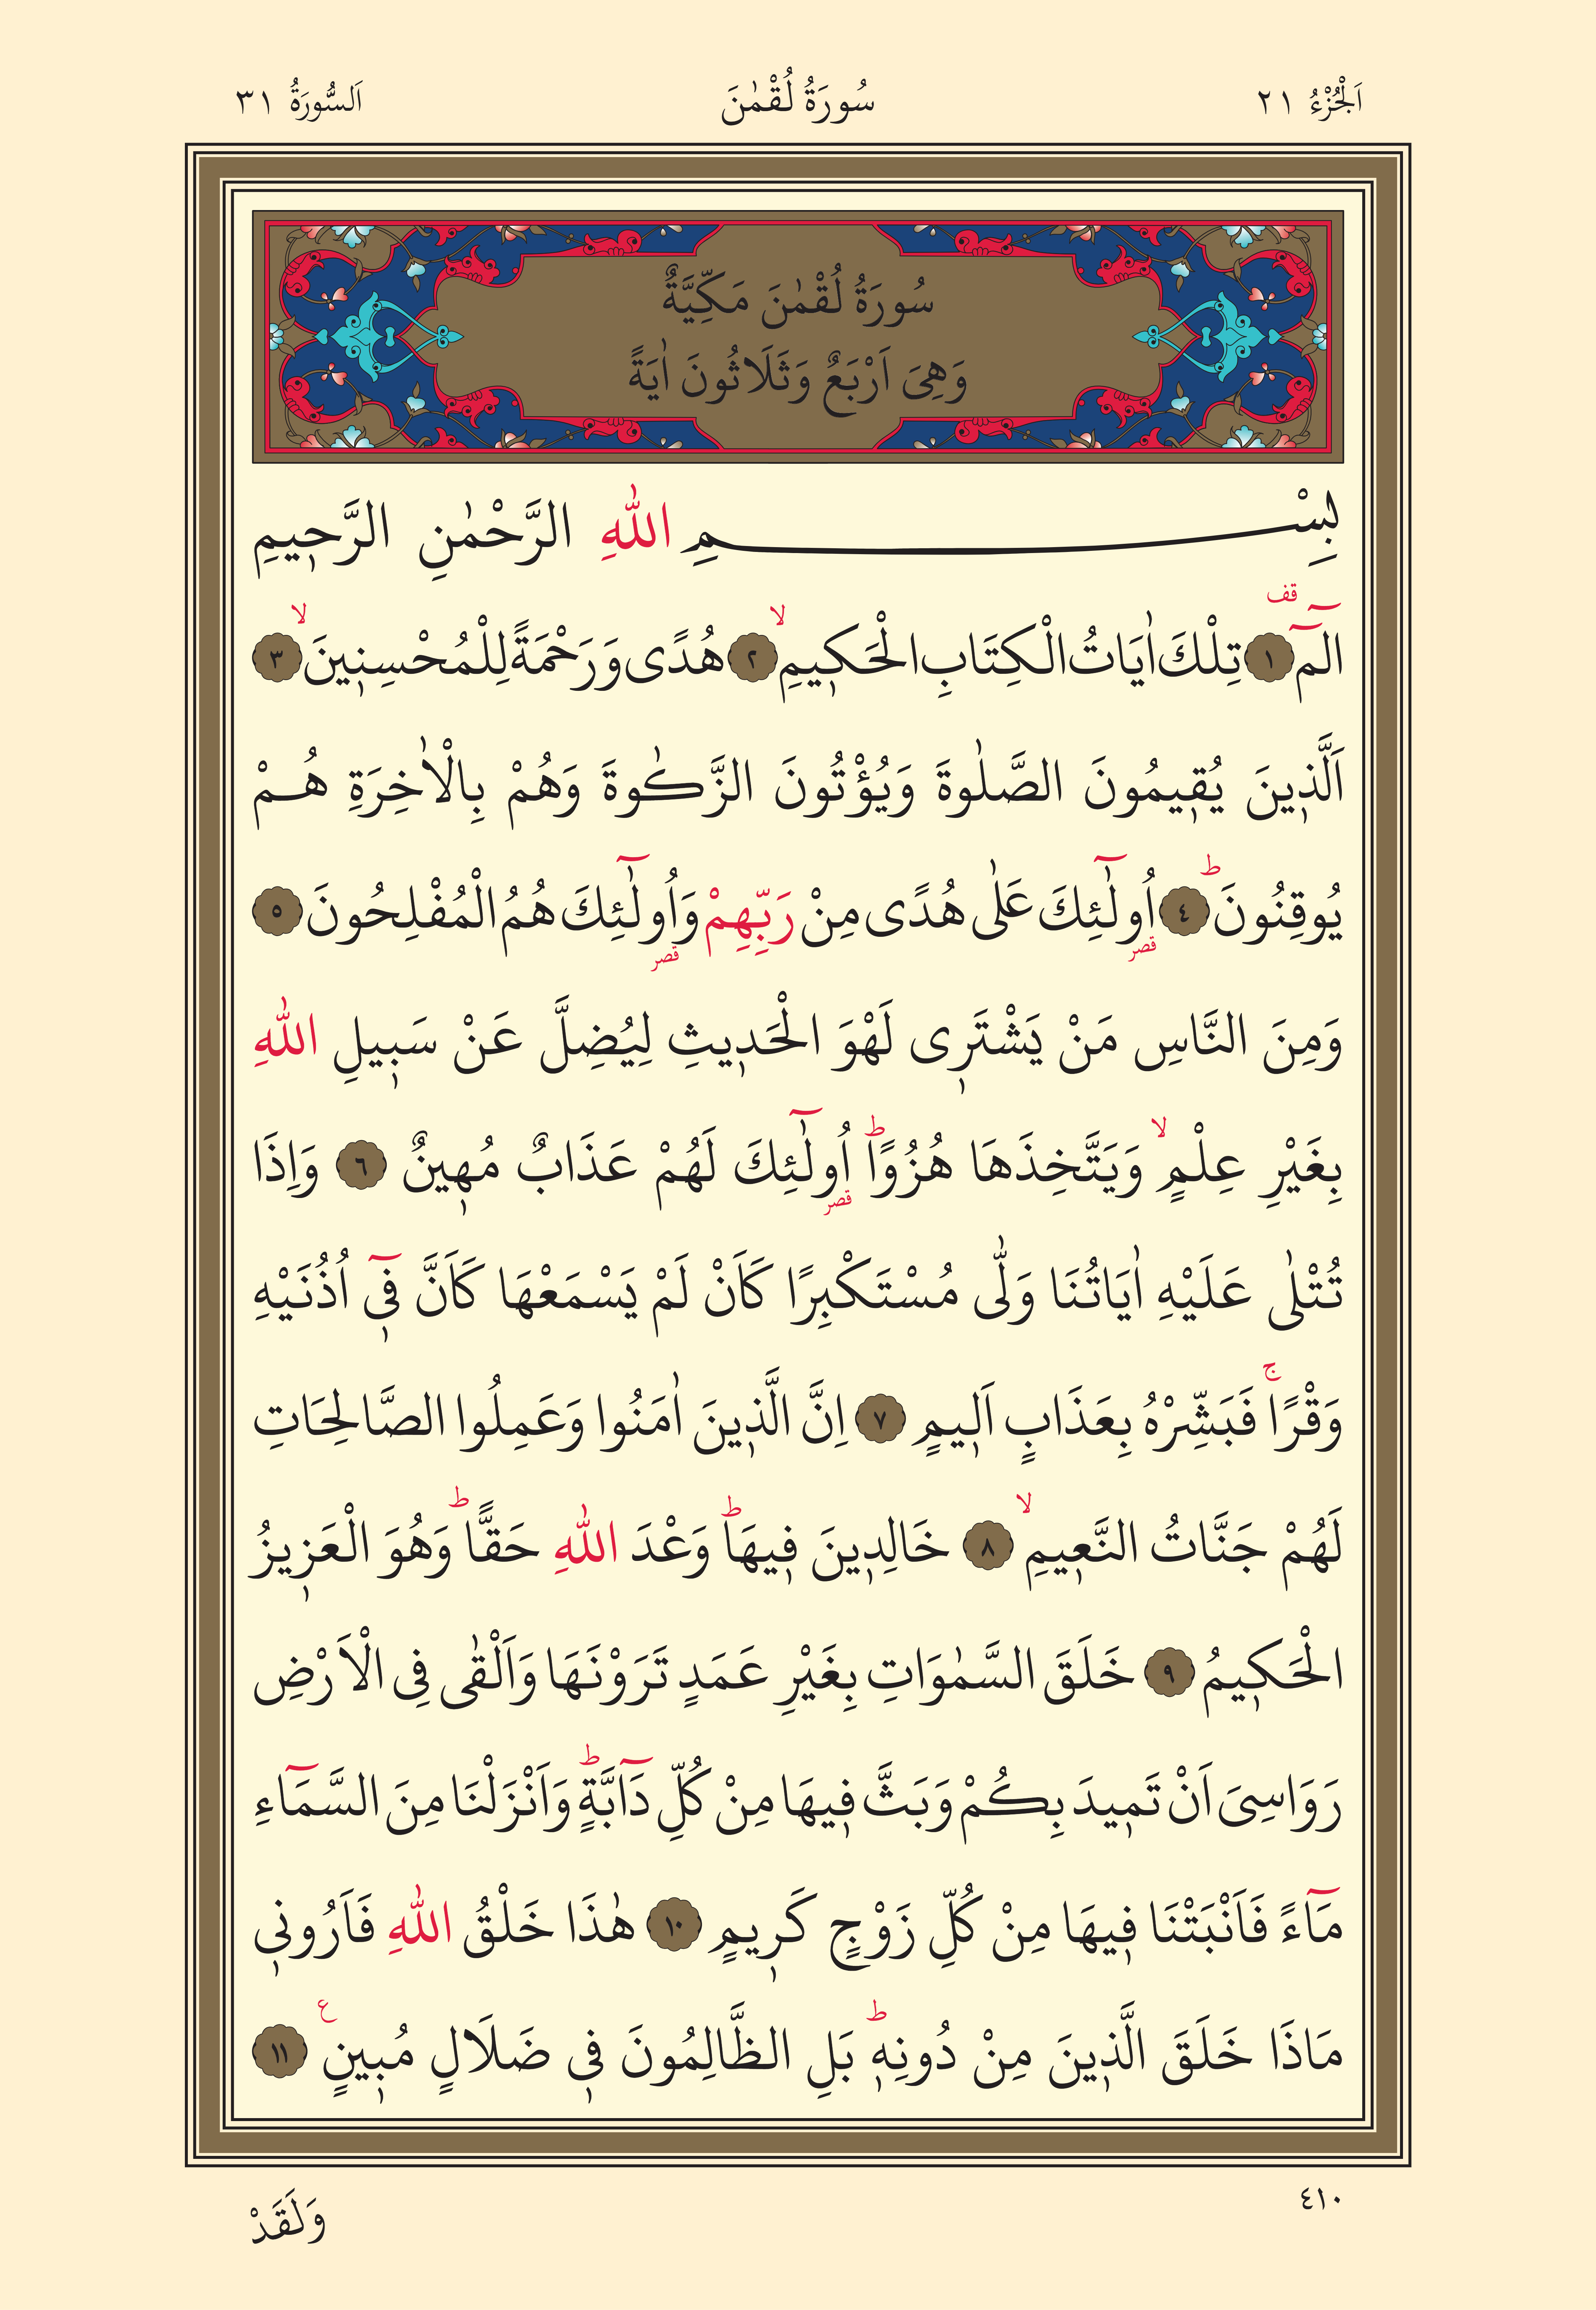 اَلْجُزْءُ ٢١ سُورَةُ لُقْمٰنَ اَلسُّورَةُ ٣١
سُورَةُ لُقْمٰنَ مَكِّيَّةٌ
وَهِىَ اَرْبَعٌ وَثَلَاثُونَ اٰيَةً
بِسْمِ اللّٰهِ الرَّحْمٰنِ الرَّح۪يمِ
الٓمٓ ۚقف ١ تِلْكَ اٰيَاتُ الْكِتَابِ الْحَك۪يمِۙ ٢ هُدًى وَرَحْمَةً لِلْمُحْسِن۪ينَۙ ٣
اَلَّذ۪ينَ يُق۪يمُونَ الصَّلٰوةَ وَيُؤْتُونَ الزَّكٰوةَ وَهُمْ بِالْاٰخِرَةِ هُمْ
يُوقِنُونَۜ ٤ اُو۬لٰٓئِكَ قصر عَلٰى هُدًى مِنْ رَبِّهِمْ وَاُو۬لٰٓئِكَ قصر هُمُ الْمُفْلِحُونَ ٥
وَمِنَ النَّاسِ مَنْ يَشْتَر۪ى لَهْوَ الْحَد۪يثِ لِيُضِلَّ عَنْ سَب۪يلِ اللّٰهِ
بِغَيْرِ عِلْمٍۙ وَيَتَّخِذَهَا هُزُوًاۜ اُو۬لٰٓئِكَ قصر لَهُمْ عَذَابٌ مُه۪ينٌ ٦ وَاِذَا
تُتْلٰى عَلَيْهِ اٰيَاتُنَا وَلّٰى مُسْتَكْبِرًا كَاَنْ لَمْ يَسْمَعْهَا كَاَنَّ ف۪ٓى اُذُنَيْهِ
وَقْرًاۚ فَبَشِّرْهُ بِعَذَابٍ اَل۪يمٍ ٧ اِنَّ الَّذ۪ينَ اٰمَنُوا وَعَمِلُوا الصَّالِحَاتِ
لَهُمْ جَنَّاتُ النَّع۪يمِۙ ٨ خَالِد۪ينَ ف۪يهَاۜ وَعْدَ اللّٰهِ حَقًّاۜ وَهُوَ الْعَز۪يزُ
الْحَك۪يمُ ٩ خَلَقَ السَّمٰوَاتِ بِغَيْرِ عَمَدٍ تَرَوْنَهَا وَاَلْقٰى فِى الْاَرْضِ
رَوَاسِىَ اَنْ تَم۪يدَ بِكُمْ وَبَثَّ ف۪يهَا مِنْ كُلِّ دَٓابَّةٍۜ وَاَنْزَلْنَا مِنَ السَّمَٓاءِ
مَٓاءً فَاَنْبَتْنَا ف۪يهَا مِنْ كُلِّ زَوْجٍ كَر۪يمٍ ١٠ هٰذَا خَلْقُ اللّٰهِ فَاَرُون۪ى
مَاذَا خَلَقَ الَّذ۪ينَ مِنْ دُونِه۪ۜ بَلِ الظَّالِمُونَ ف۪ى ضَلَالٍ مُب۪ينٍ ع ١١
٤١٠ وَلَقَدْ